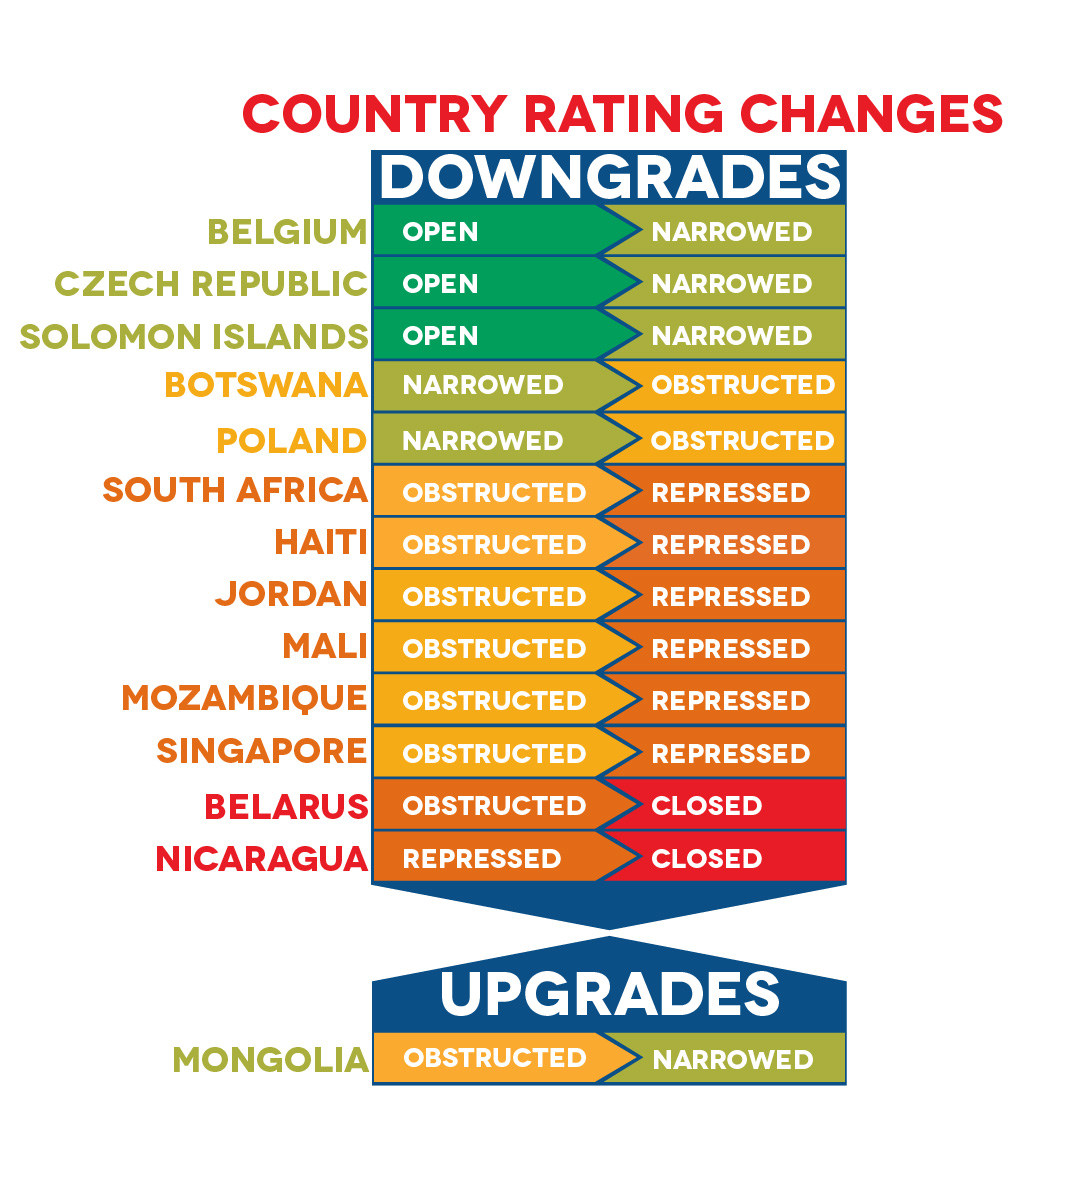 COUNTRY RATING CHANGES
DOWNGRADES
BELGIUM OPEN NARROWED
CZECH REPUBLIC OPEN NARROWED
SOLOMON ISLANDS OPEN NARROWED
BOTSWANA NARROWED OBSTRUCTED
POLAND NARROWED OBSTRUCTED
SOUTH AFRICA OBSTRUCTED REPRESSED
HAITI OBSTRUCTED REPRESSED
JORDAN OBSTRUCTED REPRESSED
MALI OBSTRUCTED REPRESSED
MOZAMBIQUE OBSTRUCTED REPRESSED
SINGAPORE OBSTRUCTED REPRESSED
BELARUS OBSTRUCTED CLOSED
NICARAGUA REPRESSED CLOSED
UPGRADES
MONGOLIA OBSTRUCTED NARROWED